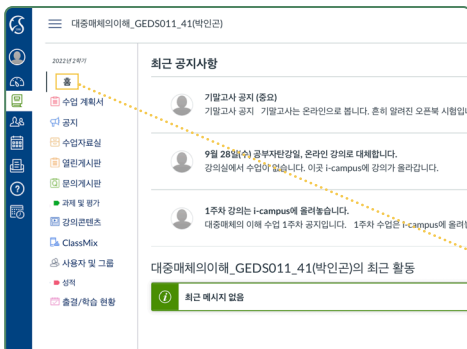 대중매체의이해_GEDS011_41(박인곤)
2022년 2학기
홈
수업 계획서
공지
수업자료실
열린게시판
문의게시판
과제 및 평가
강의콘텐츠
ClassMix
사용자 및 그룹
성적
출결/학습 현황
최근 공지사항
기말고사 공지 (중요)
기말고사 공지 기말고사는 온라인으로 봅니다. 흔히 알려진 오픈북 시험입니
9월 28일(수) 공부자탄강일, 온라인 강의로 대체합니다.
강의실에서 수업이 없습니다. 이곳 i-campus에 강의가 올라갑니다.
1주차 강의는 i-campus에 올려놓습니다.
대중매체의 이해 수업 1주차 공지입니다. 1주차 수업은 i-campus에 올려
대중매체의이해_GEDS011_41(박인곤)의 최근 활동
최근 메시지 없음